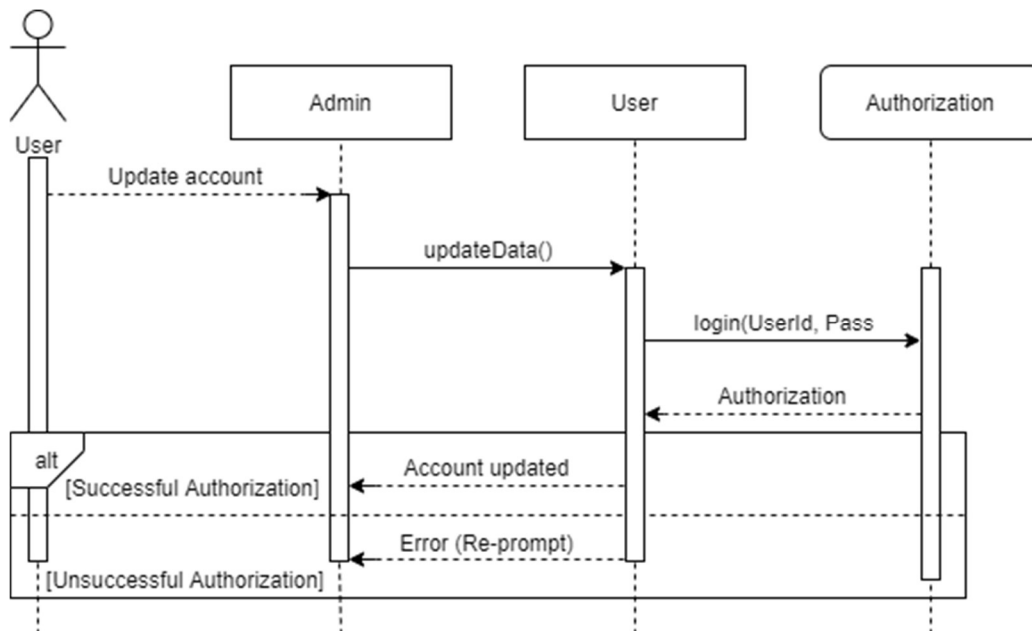 Admin
User
Authorization
User
Update account
updateData()
login(UserId, Pass
Authorization
alt
Account updated
[Successful Authorization]
Error (Re-prompt)
[Unsuccessful Authorization]